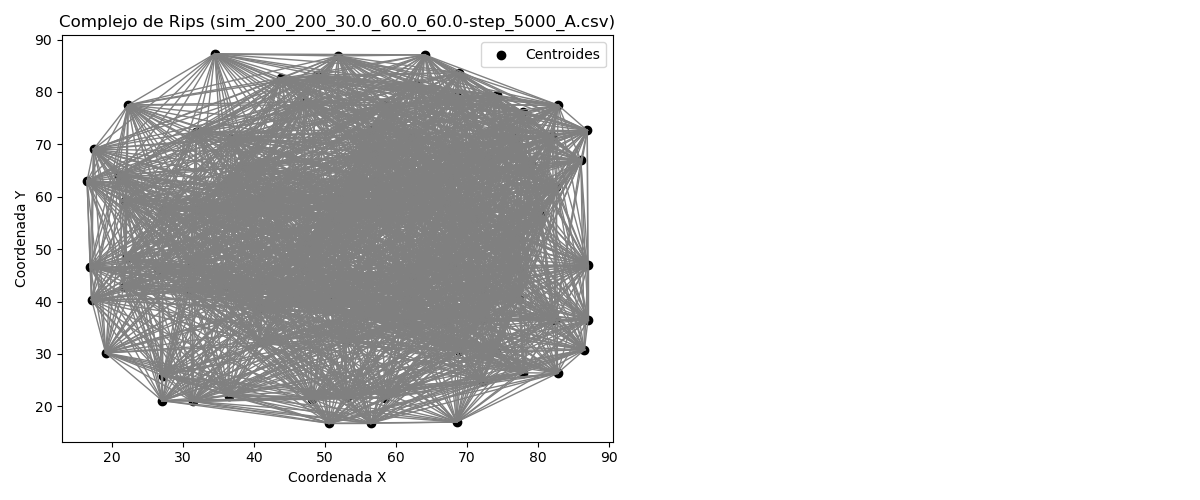 Complejo de Rips (sim_200_200_30.0_60.0_60.0-step_5000_A.csv)
Centroides
90
80
70
60
50
40
30
20
Coordenada Y
20 30 40 50 60 70 80 90
Coordenada X